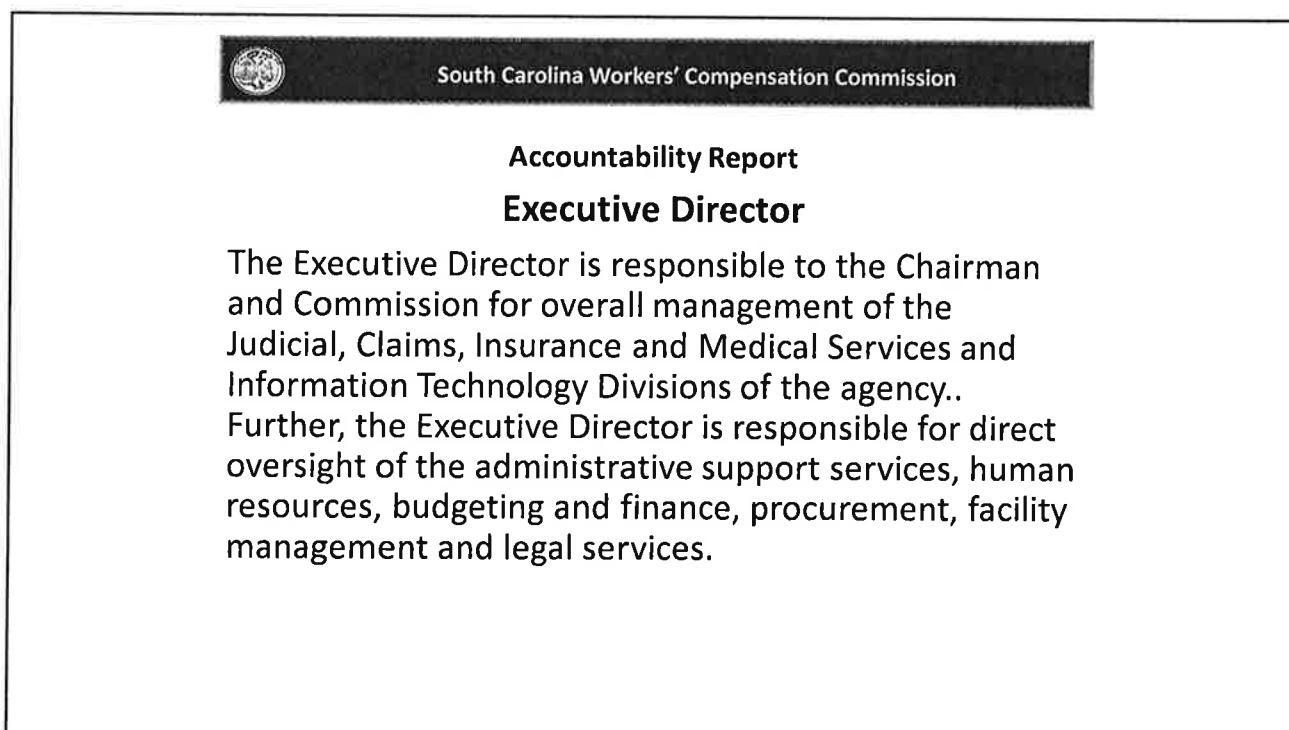 South Carolina Workers' Compensation Commission
Accountability Report
Executive Director
The Executive Director is responsible to the Chairman
and Commission for overall management of the
Judicial, Claims, Insurance and Medical Services and
Information Technology Divisions of the agency..
Further, the Executive Director is responsible for direct
oversight of the administrative support services, human
resources, budgeting and finance, procurement, facility
management and legal services.